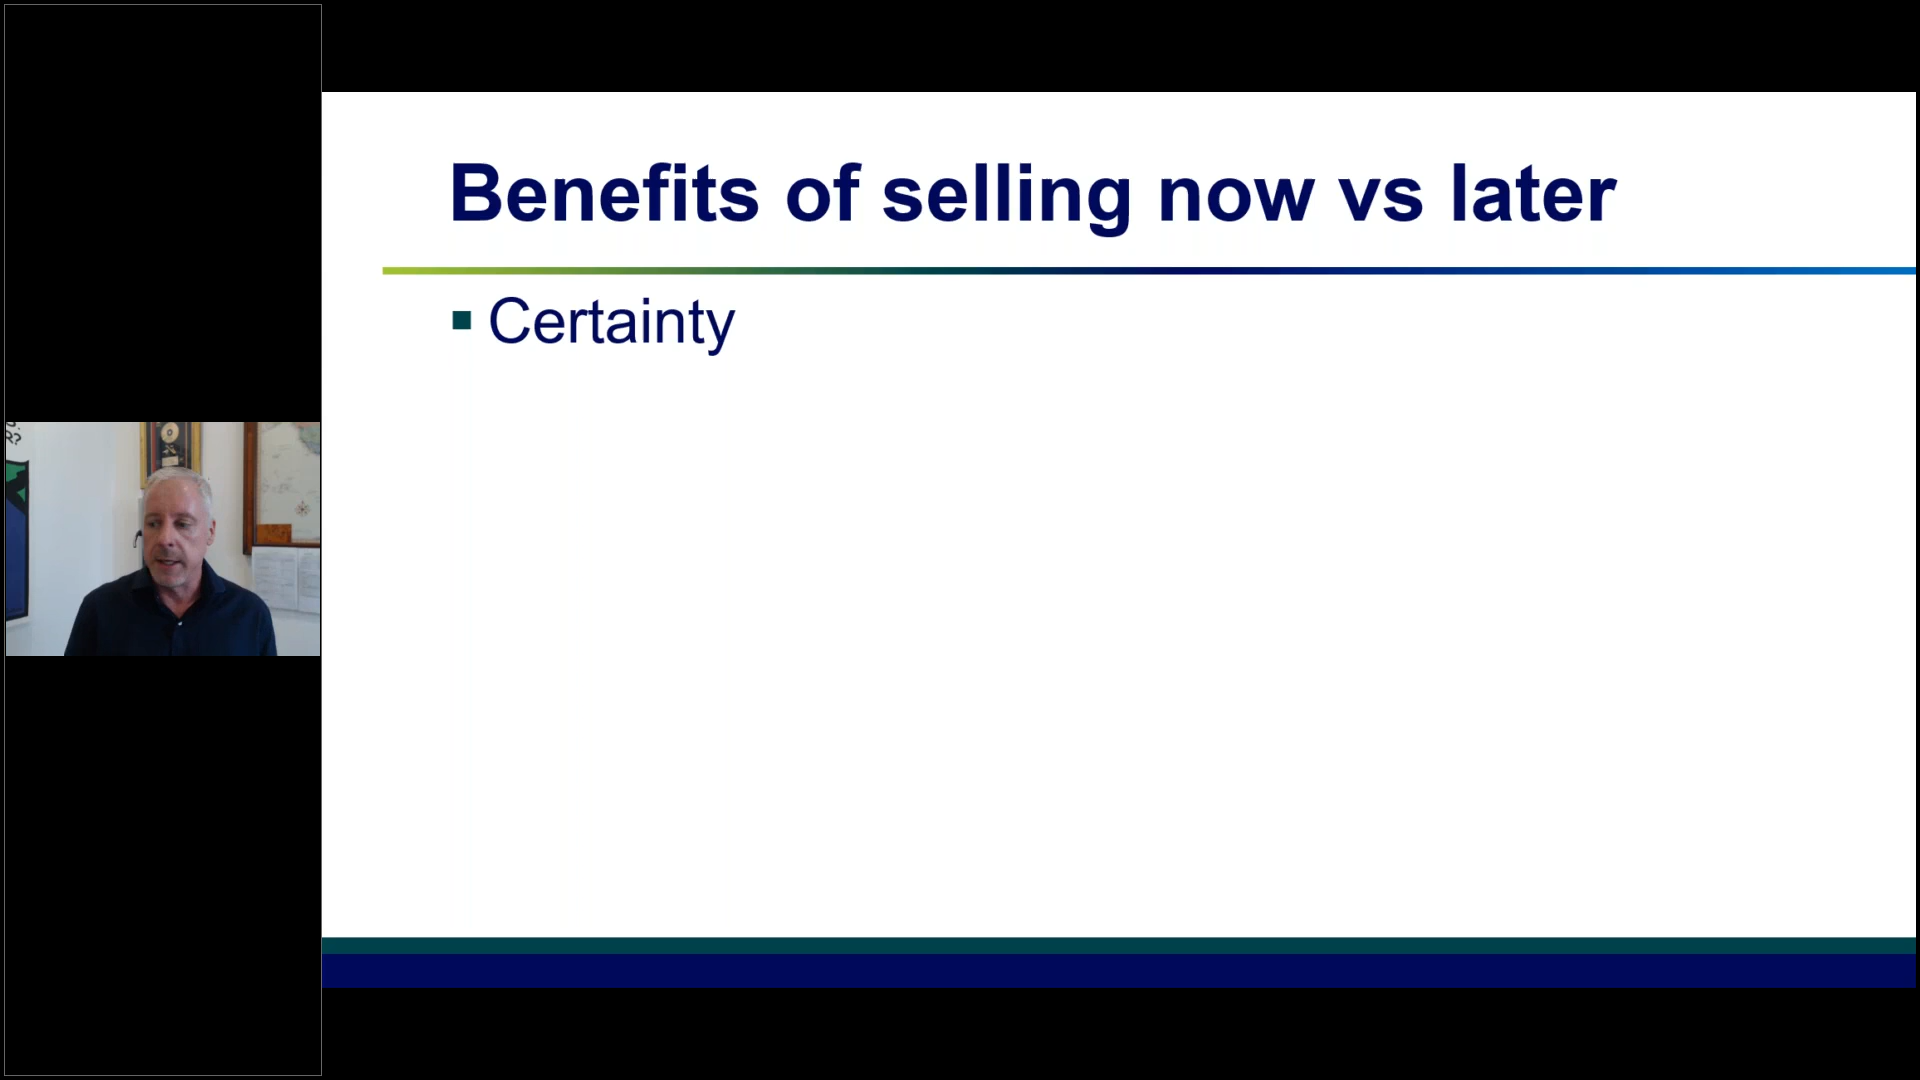 Benefits of selling now vs later
Certainty